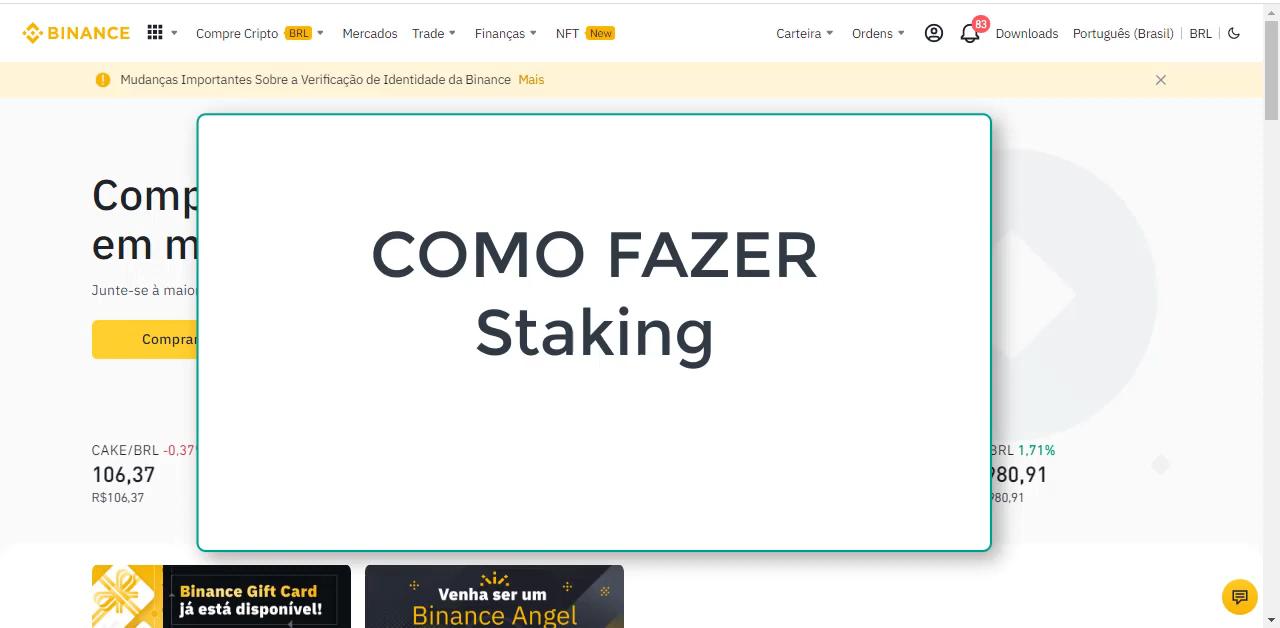 BINANCE
Compre Cripto BRL
Mercados
Trade
Finanças
NFT New
Carteira
Ordens
83
Downloads
Português (Brasil)
BRL
Mudanças Importantes Sobre a Verificação de Identidade da Binance Mais
Comp
em m
Junte-se à maior
Comprar
COMO FAZER
Staking
CAKE/BRL -0,37
106,37
R$106,37
BRL 1,71%
980,91
980,91
Binance Gift Card
já está disponível!
Venha ser um
Binance Angel